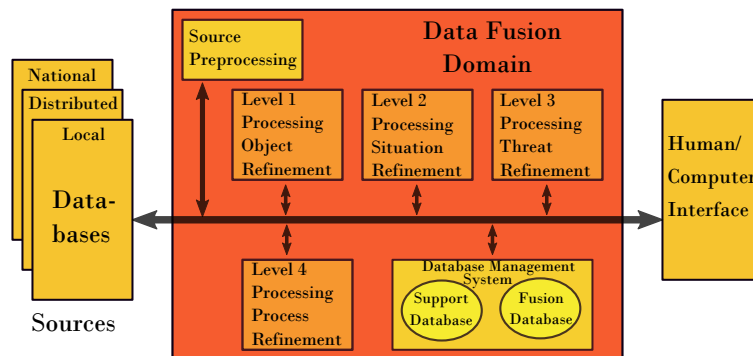 National
Distributed
Local
Data-
bases
Sources
Source
Preprocessing
Data Fusion
Domain
Level 1
Processing
Object
Refinement
Level 2
Processing
Situation
Refinement
Level 3
Processing
Threat
Refinement
Level 4
Processing
Process
Refinement
Database Management
System
Support
Database
Fusion
Database
Human/
Computer
Interface